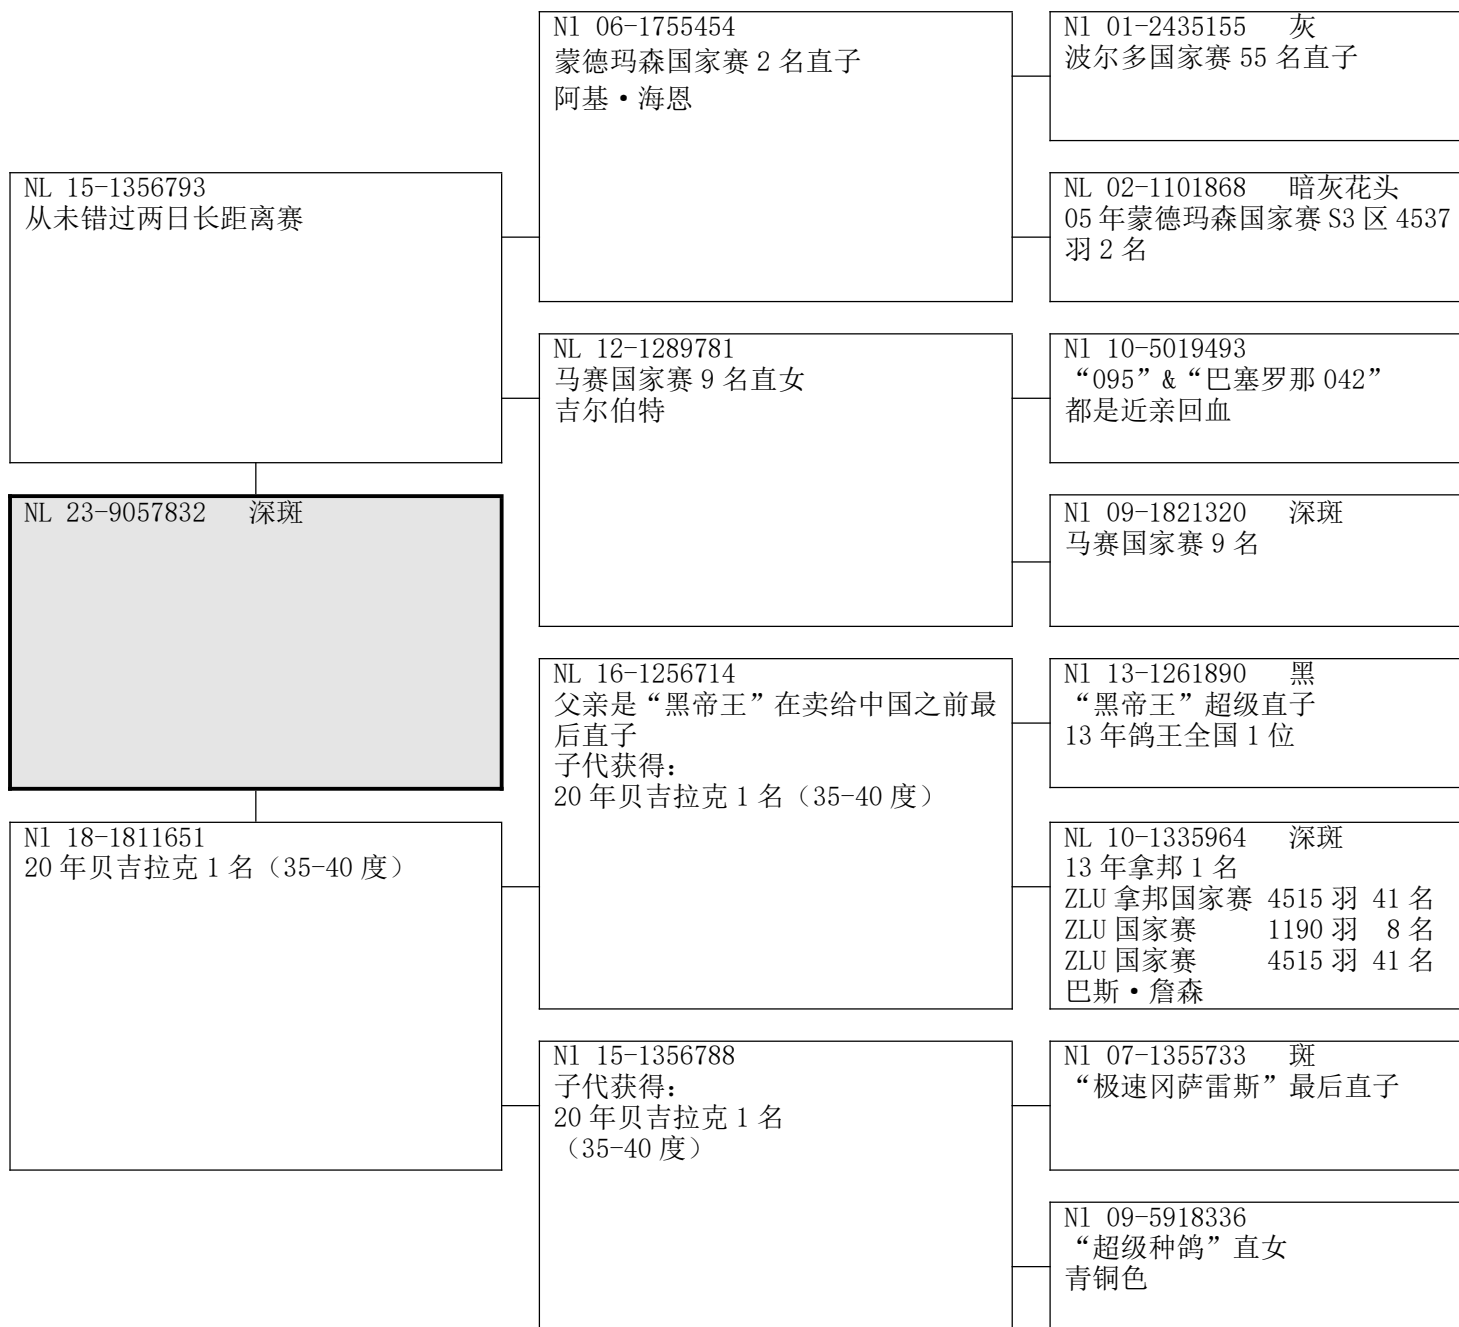 Nl 06-1755454
蒙德玛森国家赛 2 名直子
阿基·海恩
Nl 01-2435155 灰
波尔多国家赛 55 名直子
NL 02-1101868 暗灰花头
05 年蒙德玛森国家赛 S3 区 4537
羽 2 名
NL 15-1356793
从未错过两日长距离赛
NL 12-1289781
马赛国家赛 9 名直女
吉尔伯特
Nl 10-5019493
“095”&“巴塞罗那 042”
都是近亲回血
Nl 09-1821320 深斑
马赛国家赛 9 名
NL 23-9057832 深斑
NL 16-1256714
父亲是“黑帝王”在卖给中国之前最
后直子
子代获得：
20 年贝吉拉克 1 名（35-40 度）
Nl 13-1261890 黑
“黑帝王”超级直子
13 年鸽王全国 1 位
NL 10-1335964 深斑
13 年拿邦 1 名
ZLU 拿邦国家赛 4515 羽 41 名
ZLU 国家赛 1190 羽 8 名
ZLU 国家赛 4515 羽 41 名
巴斯·詹森
Nl 18-1811651
20 年贝吉拉克 1 名（35-40 度）
Nl 15-1356788
子代获得：
20 年贝吉拉克 1 名
（35-40 度）
Nl 07-1355733 斑
“极速冈萨雷斯”最后直子
Nl 09-5918336
“超级种鸽”直女
青铜色